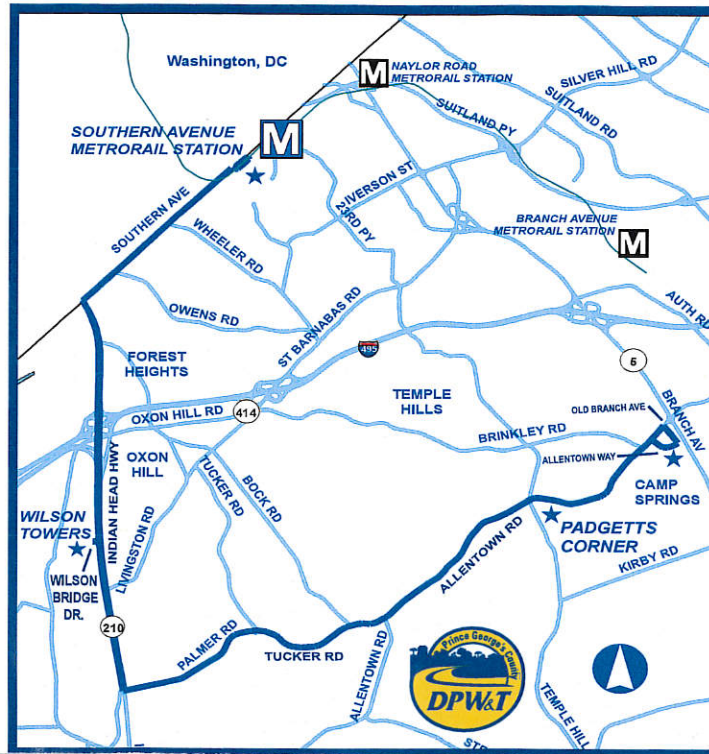 Washington, DC
M
NAYLOR ROAD
METRORAIL STATION
SILVER HILL RD
SUITLAND RD
SUITLAND PY
SOUTHERN AVENUE
METRORAIL STATION
M
SOUTHERN AVE
IVERSON ST
23RD PY
WHEELER RD
BRANCH AVENUE
METRORAIL STATION
M
OWENS RD
ST BARNABAS RD
AUTH RD
FOREST
HEIGHTS
495
5
TEMPLE
HILLS
OXON HILL RD
414
OLD BRANCH AVE
BRANCH AV
BRINKLEY RD
ALLENTOWN WAY
OXON
HILL
INDIAN HEAD HWY
TUCKER RD
BOCK RD
CAMP
SPRINGS
WILSON
TOWERS
LIVINGSTON RD
ALLENTOWN RD
PADGETTS
CORNER
KIRBY RD
WILSON
BRIDGE
DR.
210
PALMER RD
TUCKER RD
ALLENTOWN RD
Prince George's County
DPW&T
TEMPLE HILL